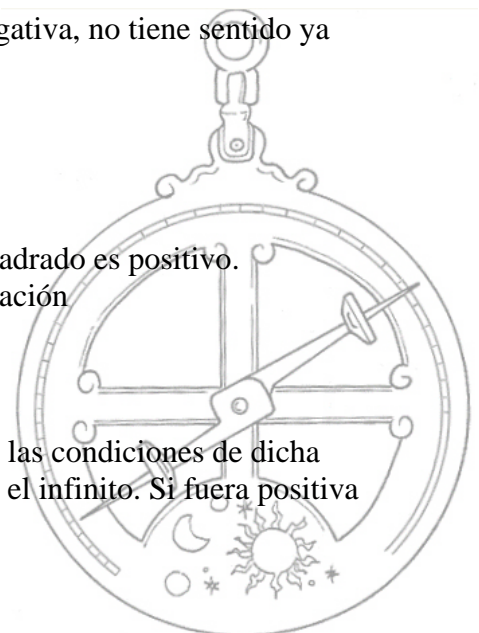 gativa, no tiene sentido ya
adrado es positivo.
ación
las condiciones de dicha
el infinito. Si fuera positiva